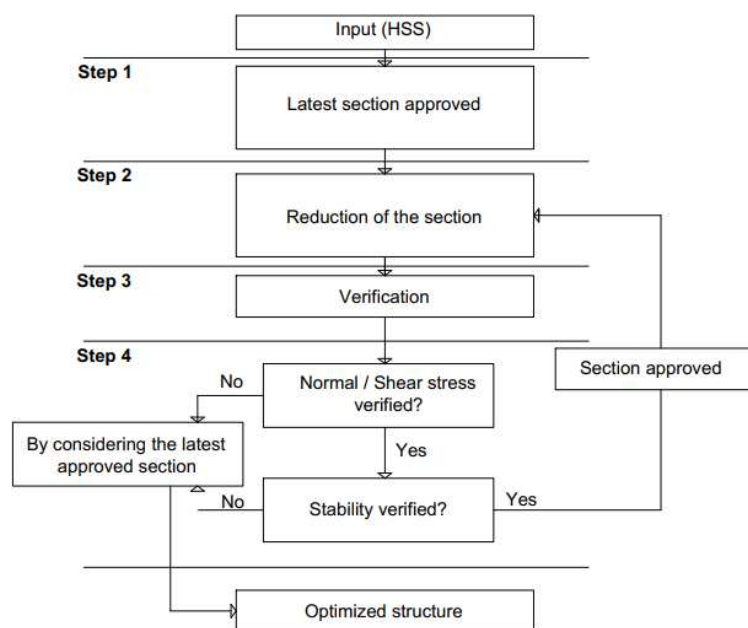 Input (HSS)
Step 1
Latest section approved
Step 2
Reduction of the section
Step 3
Verification
Step 4
Normal / Shear stress
verified?
No
Section approved
By considering the latest
approved section
Yes
Stability verified?
No
Yes
Optimized structure